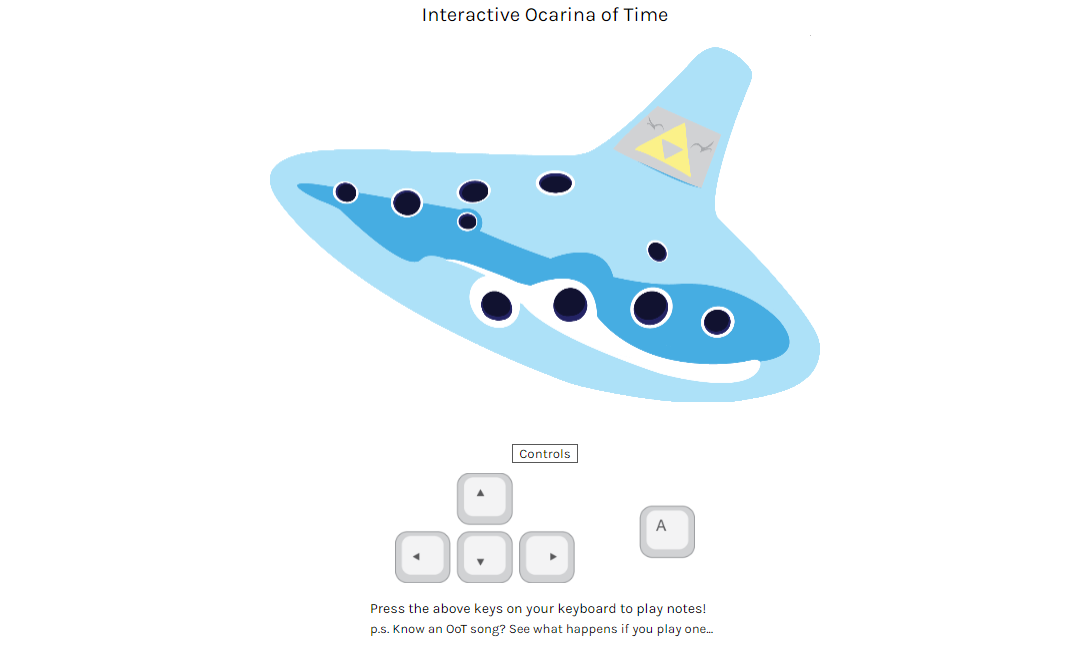 Interactive Ocarina of Time
Controls
A
Press the above keys on your keyboard to play notes!
p.s. Know an OoT song? See what happens if you play one...